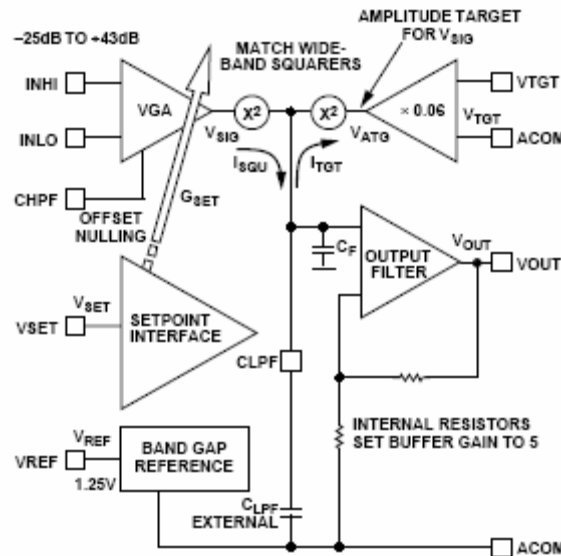 –25dB TO +43dB
AMPLITUDE TARGET
FOR VSIG
MATCH WIDE-
BAND SQUARERS
INHI
VGA
X²
X²
× 0.06
VTGT
VTGT
INLO
VSIG
VATG
ACOM
ISQU
ITGT
CHPF
GSET
OFFSET
NULLING
CF
OUTPUT
FILTER
VOUT
VOUT
VSET
VSET
SETPOINT
INTERFACE
CLPF
INTERNAL RESISTORS
SET BUFFER GAIN TO 5
VREF
VREF
1.25V
BAND GAP
REFERENCE
CLPF
EXTERNAL
ACOM